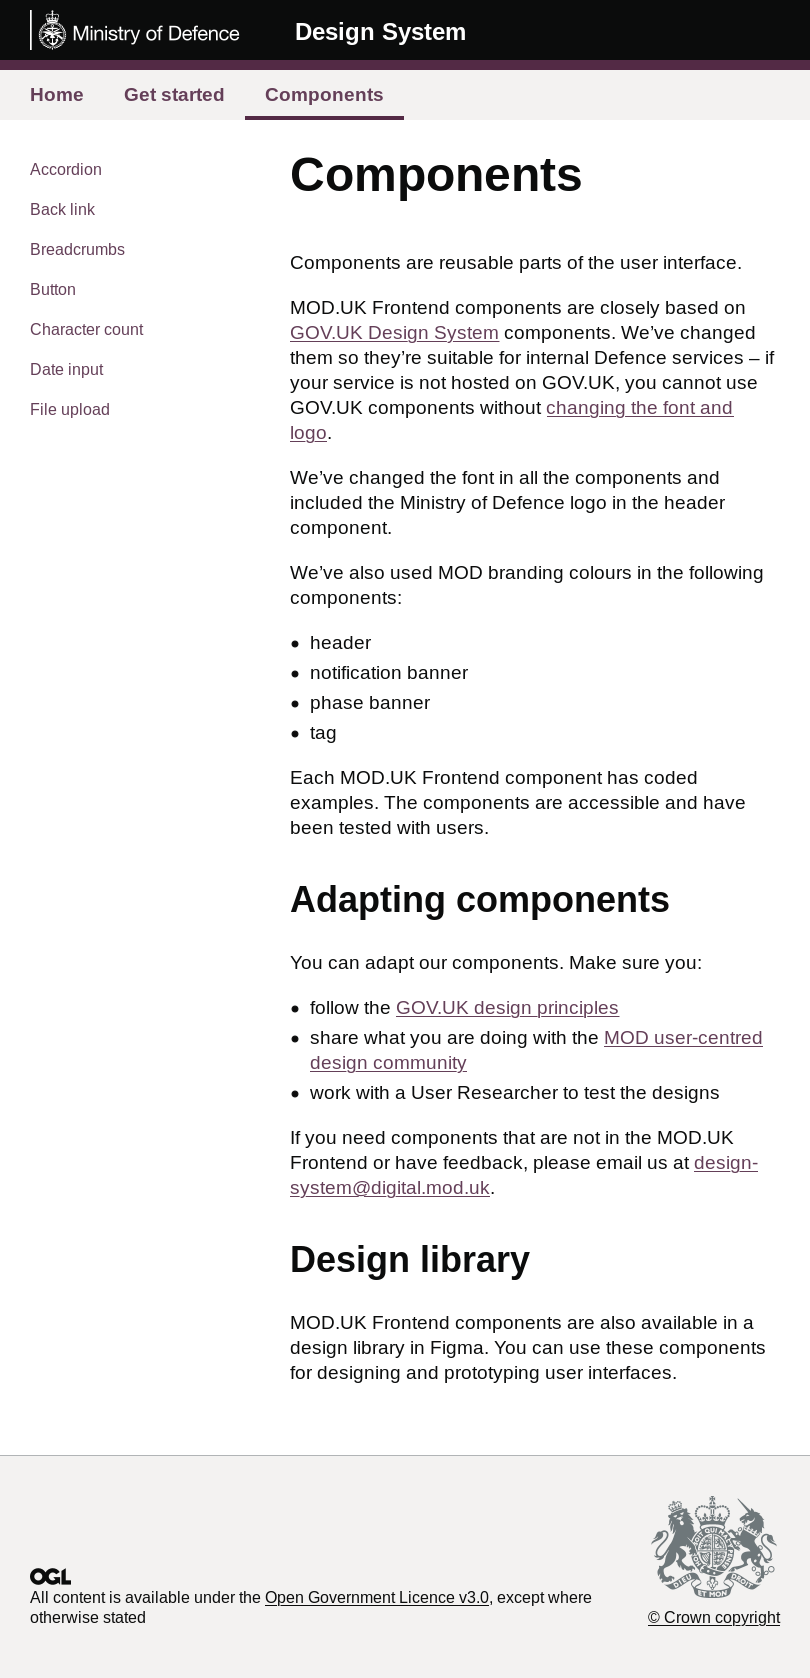 Ministry of Defence
Design System
Home
Get started
Components
Accordion
Back link
Breadcrumbs
Button
Character count
Date input
File upload
Components
Components are reusable parts of the user interface.
MOD.UK Frontend components are closely based on
GOV.UK Design System components. We’ve changed
them so they’re suitable for internal Defence services – if
your service is not hosted on GOV.UK, you cannot use
GOV.UK components without changing the font and
logo.
We’ve changed the font in all the components and
included the Ministry of Defence logo in the header
component.
We’ve also used MOD branding colours in the following
components:
header
notification banner
phase banner
tag
Each MOD.UK Frontend component has coded
examples. The components are accessible and have
been tested with users.
Adapting components
You can adapt our components. Make sure you:
follow the GOV.UK design principles
share what you are doing with the MOD user-centred
design community
work with a User Researcher to test the designs
If you need components that are not in the MOD.UK
Frontend or have feedback, please email us at design-
system@digital.mod.uk.
Design library
MOD.UK Frontend components are also available in a
design library in Figma. You can use these components
for designing and prototyping user interfaces.
OGL
All content is available under the Open Government Licence v3.0, except where
otherwise stated
DIEU ET MON DROIT
© Crown copyright